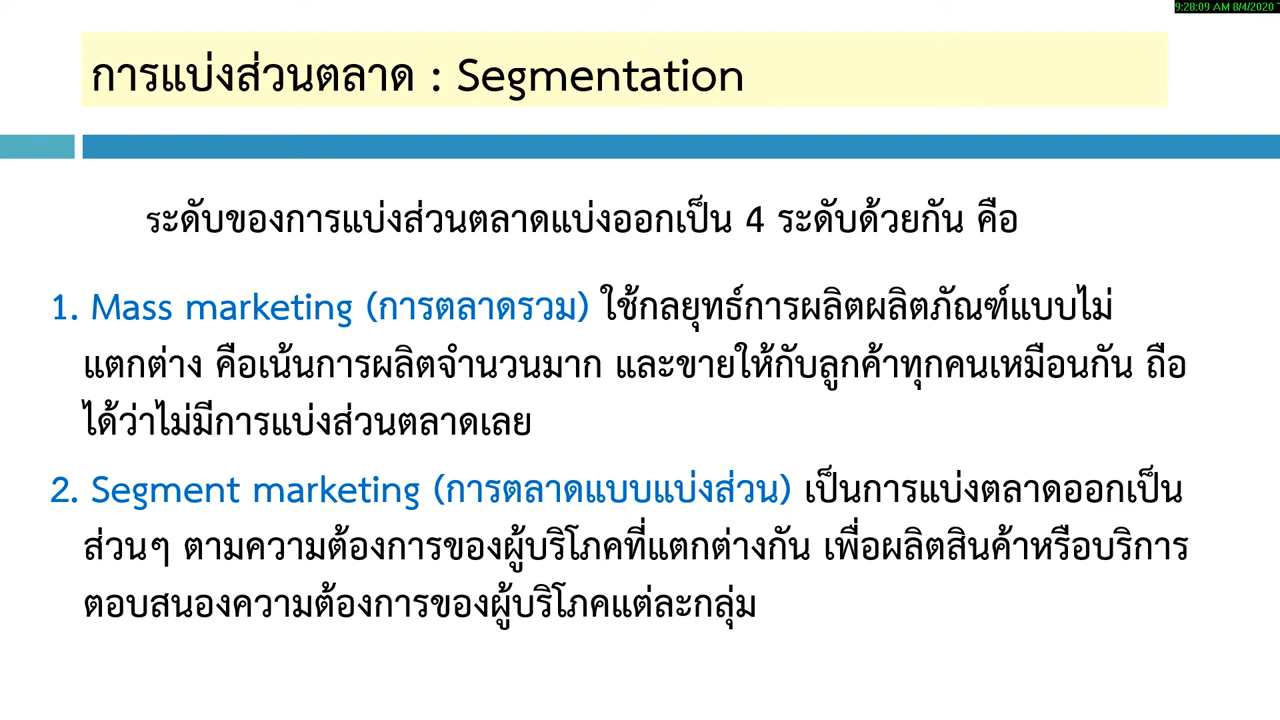 9:28:09 AM 8/4/2020
การแบ่งส่วนตลาด : Segmentation
ระดับของการแบ่งส่วนตลาดแบ่งออกเป็น 4 ระดับด้วยกัน คือ
1. Mass marketing (การตลาดรวม) ใช้กลยุทธ์การผลิตผลิตภัณฑ์แบบไม่
แตกต่าง คือเน้นการผลิตจำนวนมาก และขายให้กับลูกค้าทุกคนเหมือนกัน ถือ
ได้ว่าไม่มีการแบ่งส่วนตลาดเลย
2. Segment marketing (การตลาดแบบแบ่งส่วน) เป็นการแบ่งตลาดออกเป็น
ส่วนๆ ตามความต้องการของผู้บริโภคที่แตกต่างกัน เพื่อผลิตสินค้าหรือบริการ
ตอบสนองความต้องการของผู้บริโภคแต่ละกลุ่ม